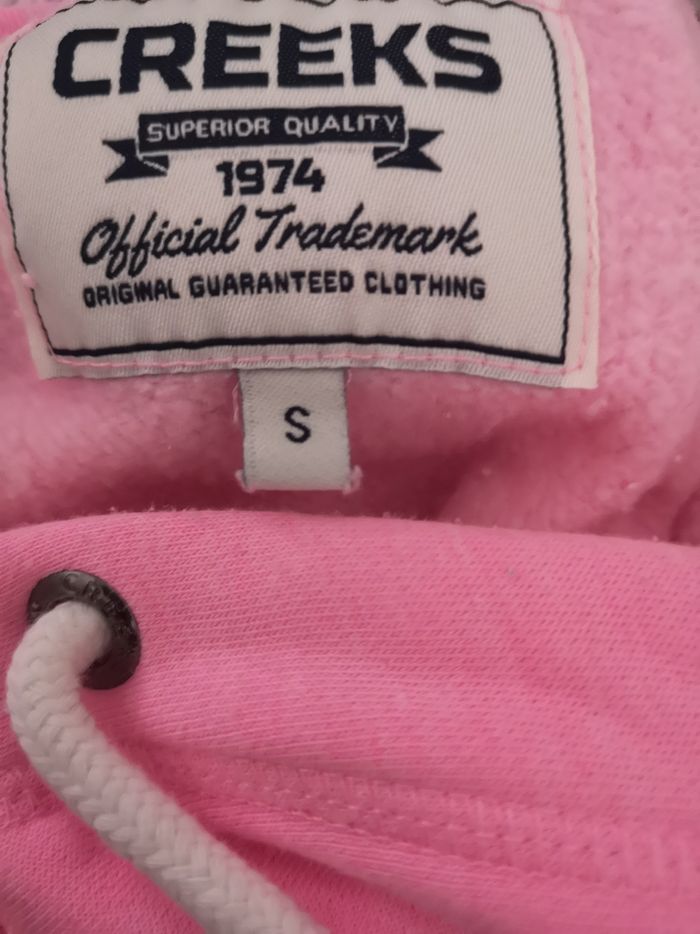 CREEKS
SUPERIOR QUALITY
1974
Official Trademark
ORIGINAL GUARANTEED CLOTHING
S